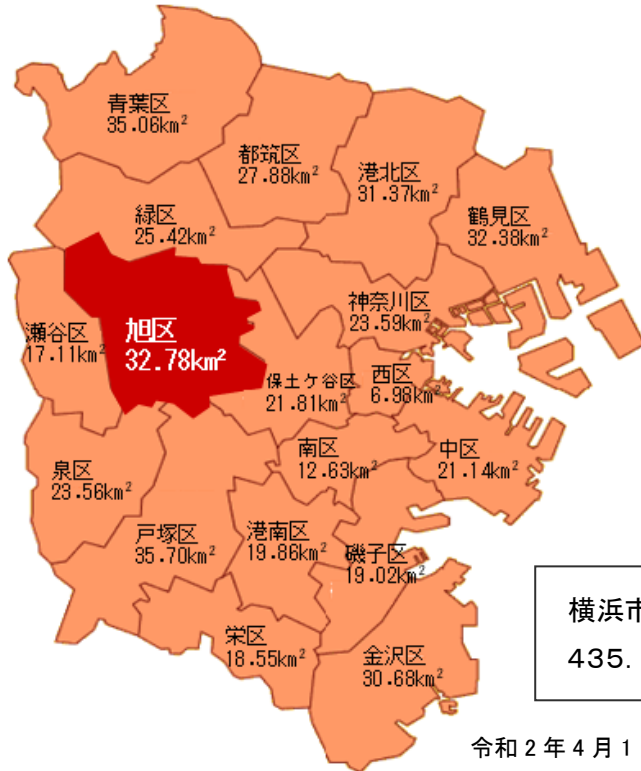 青葉区
35.06km²
都筑区
27.88km²
港北区
31.37km²
鶴見区
32.38km²
緑区
25.42km²
神奈川区
23.59km²
瀬谷区
17.11km²
旭区
32.78km²
保土ケ谷区
21.81km²
西区
6.98km²
南区
12.63km²
中区
21.14km²
泉区
23.56km²
戸塚区
35.70km²
港南区
19.86km²
磯子区
19.02km²
栄区
18.55km²
金沢区
30.68km²
横浜市
435.
令和2年4月1